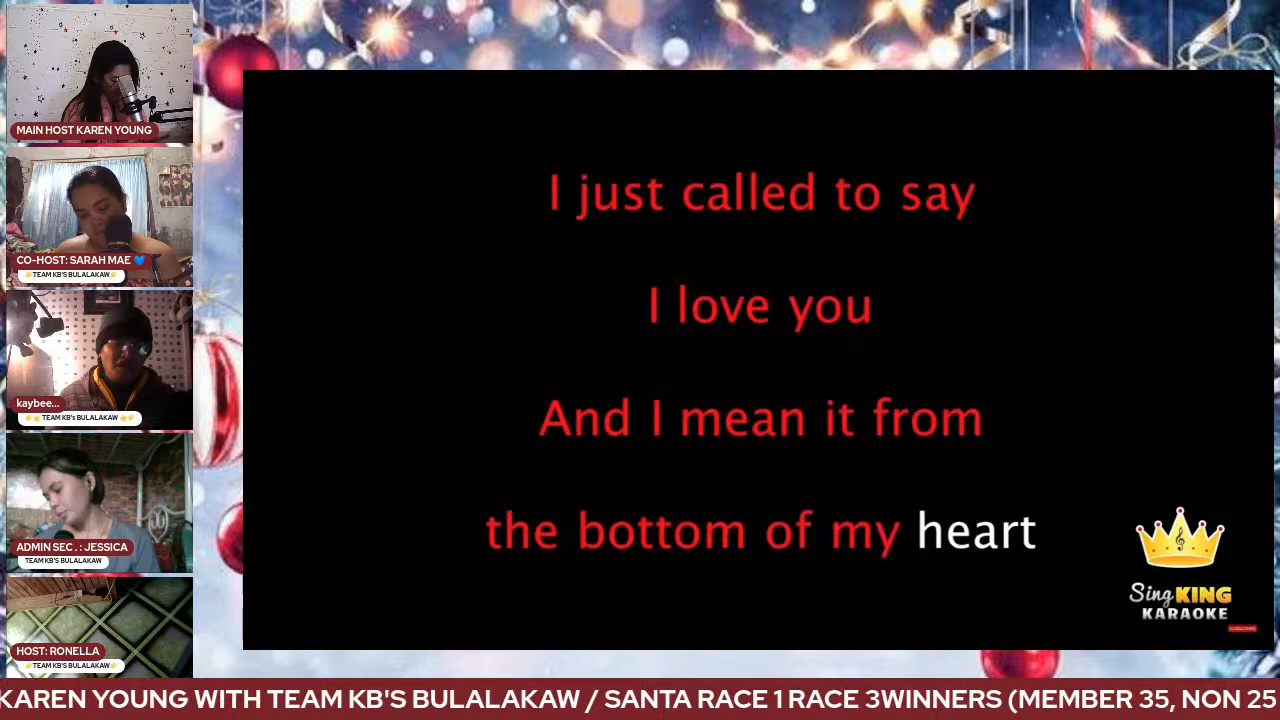 MAIN HOST KAREN YOUNG
CO-HOST: SARAH MAE 💙
👉TEAM KB'S BULALAKAW👈
kaybee...
TEAM KB's BULALAKAW
ADMIN SEC . : JESSICA
TEAM KB'S BULALAKAW
HOST: RONELLA
👉TEAM KB'S BULALAKAW👈
I just called to say
I love you
And I mean it from
the bottom of my heart
Sing KING
KARAOKE
SUBSCRIBE
KAREN YOUNG WITH TEAM KB'S BULALAKAW / SANTA RACE 1 RACE 3WINNERS (MEMBER 35, NON 25